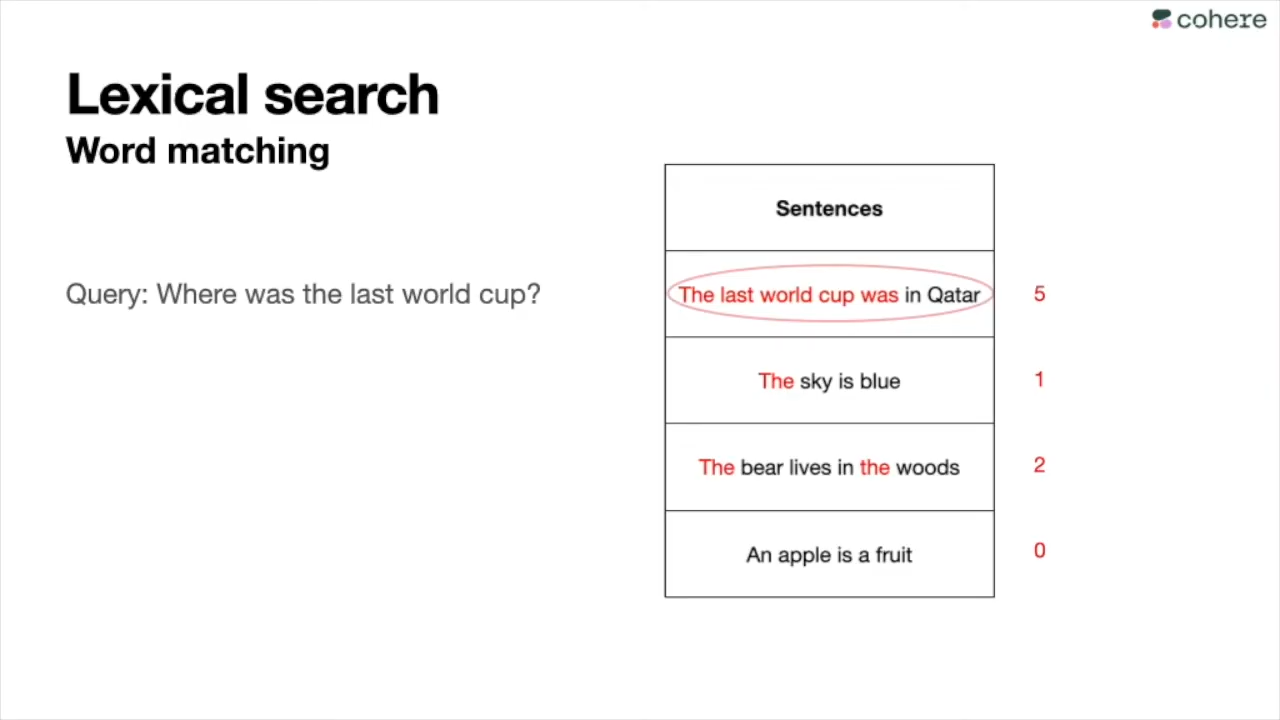 cohere
Lexical search
Word matching
Query: Where was the last world cup?
Sentences
The last world cup was in Qatar 5
The sky is blue 1
The bear lives in the woods 2
An apple is a fruit 0